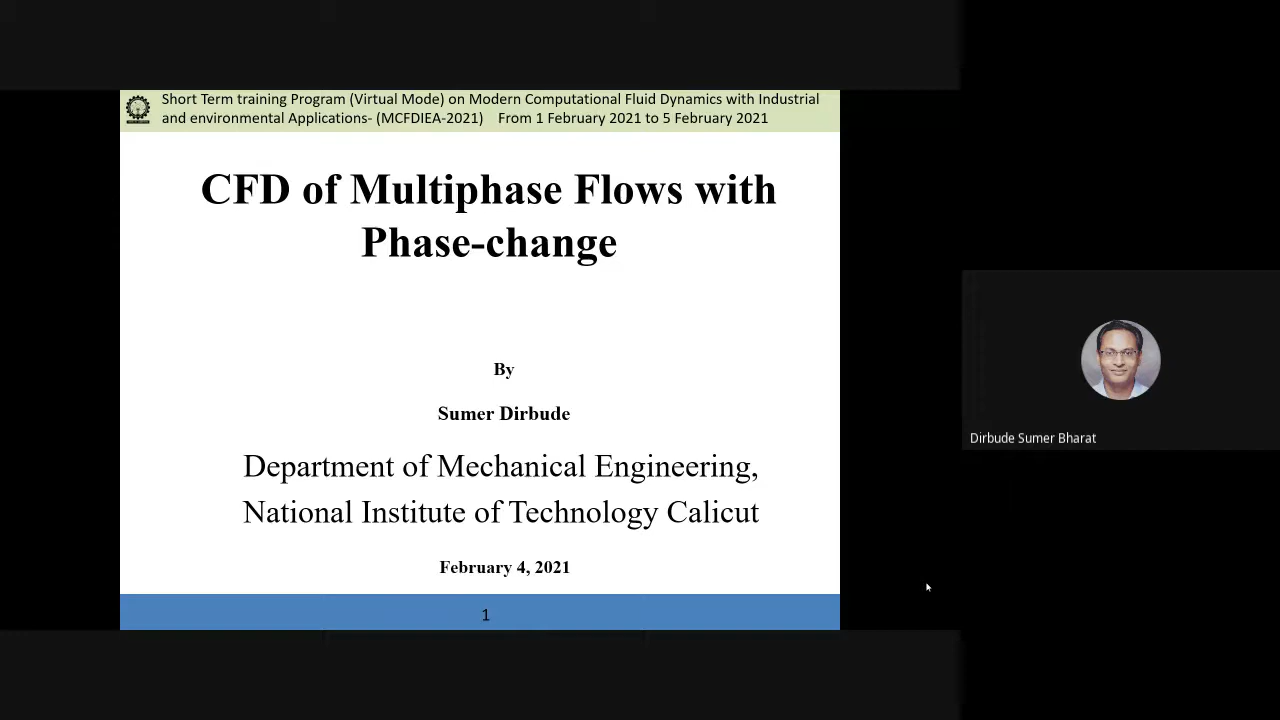 Short Term training Program (Virtual Mode) on Modern Computational Fluid Dynamics with Industrial
and environmental Applications- (MCFDIEA-2021) From 1 February 2021 to 5 February 2021
CFD of Multiphase Flows with
Phase-change
By
Sumer Dirbude
Department of Mechanical Engineering,
National Institute of Technology Calicut
February 4, 2021
1
Dirbude Sumer Bharat